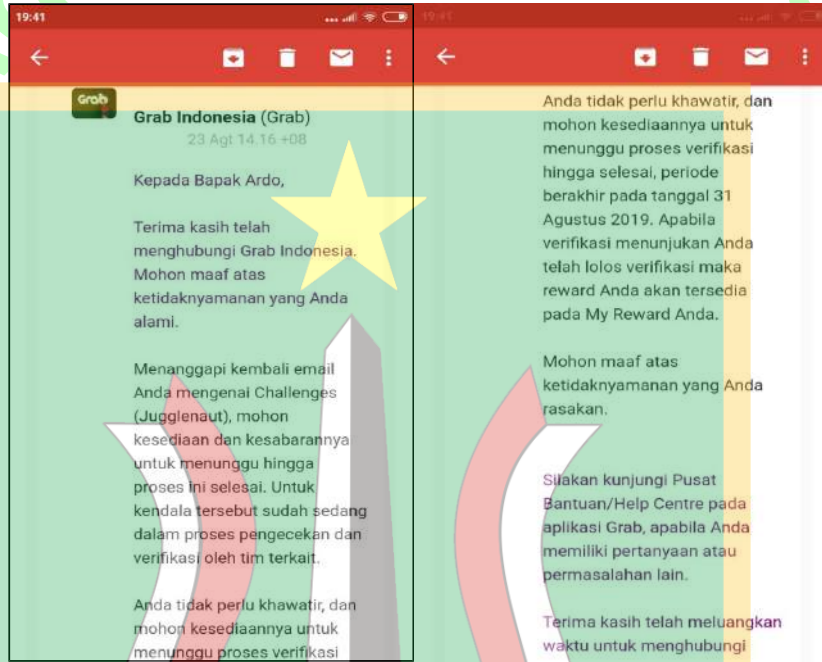 19:41
Grab
Grab Indonesia (Grab)
23 Agt 14.16 +08
Kepada Bapak Ardo,
Terima kasih telah
menghubungi Grab Indonesia.
Mohon maaf atas
ketidaknyamanan yang Anda
alami.
Menanggapi kembali email
Anda mengenai Challenges
(Jugglenaut), mohon
kesediaan dan kesabarannya
untuk menunggu hingga
proses ini selesai. Untuk
kendala tersebut sudah sedang
dalam proses pengecekan dan
verifikasi oleh tim terkait.
Anda tidak perlu khawatir, dan
mohon kesediaannya untuk
menunggu proses verifikasi
19:41
Anda tidak perlu khawatir, dan
mohon kesediaannya untuk
menunggu proses verifikasi
hingga selesai, periode
berakhir pada tanggal 31
Agustus 2019. Apabila
verifikasi menunjukan Anda
telah lolos verifikasi maka
reward Anda akan tersedia
pada My Reward Anda.
Mohon maaf atas
ketidaknyamanan yang Anda
rasakan.
Silakan kunjungi Pusat
Bantuan/Help Centre pada
aplikasi Grab, apabila Anda
memiliki pertanyaan atau
permasalahan lain.
Terima kasih telah meluangkan
waktu untuk menghubungi